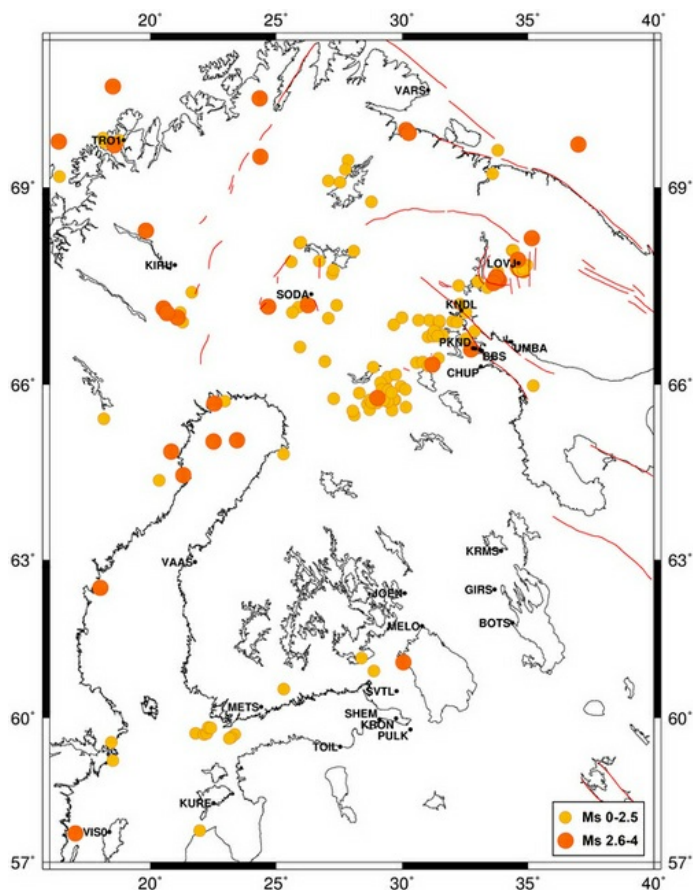 20° 25° 30° 35° 40°
VARS
TRO1
69° 69°
KIRU
LOVJ
SODA
KNDL
PKND UMBA
BBS
CHUP
66° 66°
63° 63°
VAAS
KRMS
JOEN GIRS
MELO BOTS
SVTL
METS
60° 60°
SHEM
KBON
PULK
TOIL
KURE
VIS0
Ms 0-2.5
Ms 2.6-4
57° 57°
20° 25° 30° 35° 40°